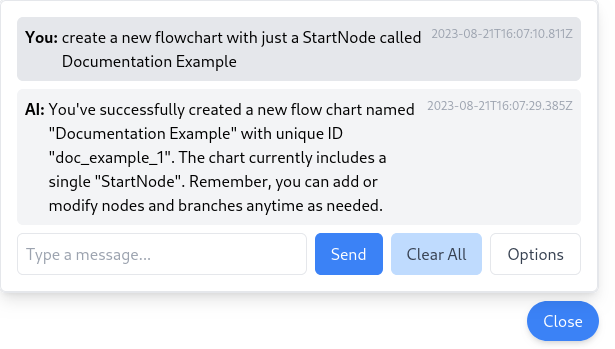 You: create a new flowchart with just a StartNode called 2023-08-21T16:07:10.811Z
Documentation Example
AI: You've successfully created a new flow chart named 2023-08-21T16:07:29.385Z
"Documentation Example" with unique ID
"doc_example_1". The chart currently includes a
single "StartNode". Remember, you can add or
modify nodes and branches anytime as needed.
Type a message... Send Clear All Options
Close